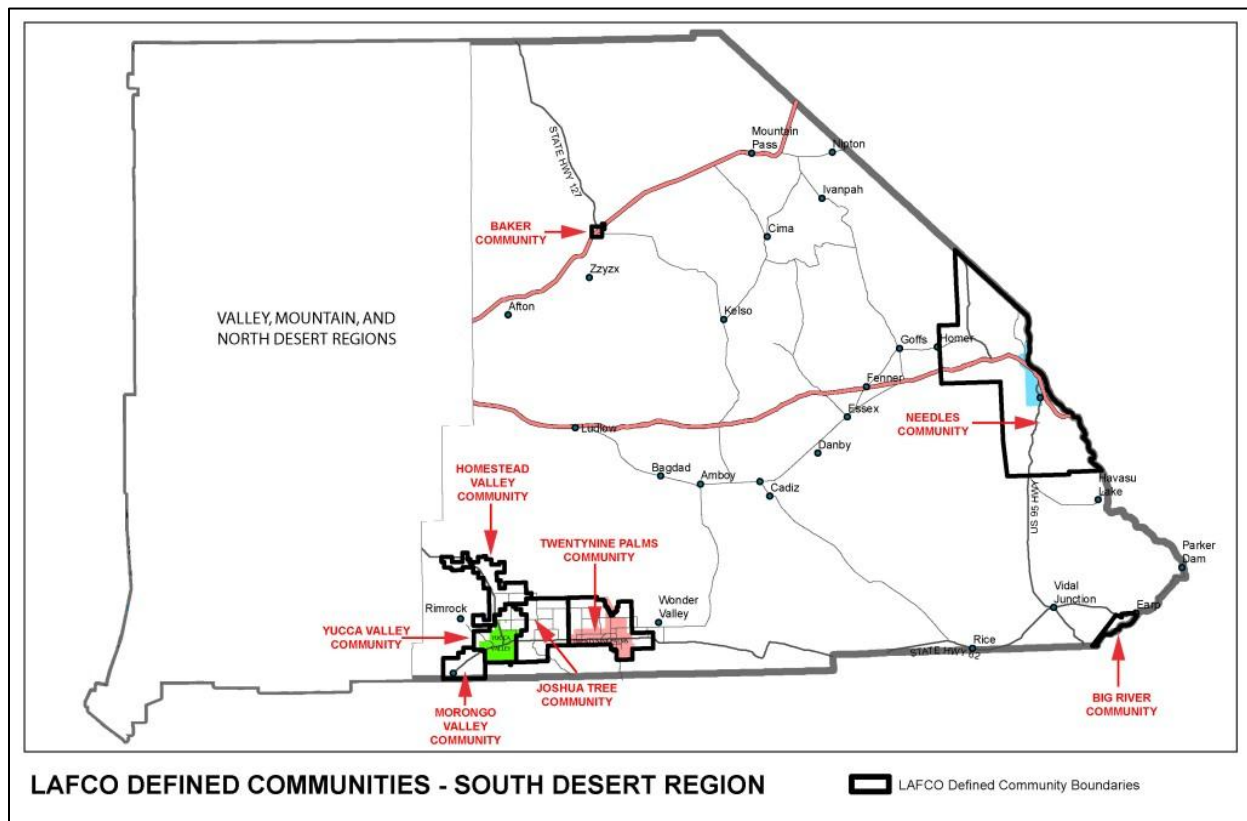 STATE HWY 127
Mountain
Pass
Nipton
Ivanpah
BAKER
COMMUNITY
Cima
Zzyzx
Afton
VALLEY, MOUNTAIN, AND
NORTH DESERT REGIONS
Kelso
Goffs
Homer
Fenner
Essex
NEEDLES
COMMUNITY
Ludlow
Danby
HOMESTEAD
VALLEY
COMMUNITY
Bagdad
Amboy
Cadiz
Havasu
Lake
US 95 HWY
TWENTYNINE PALMS
COMMUNITY
Parker
Dam
Rimrock
Wonder
Valley
Vidal
Junction
Earp
YUCCA VALLEY
COMMUNITY
YUCCA
VALLEY
Rice
STATE HWY 62
JOSHUA TREE
COMMUNITY
BIG RIVER
COMMUNITY
MORONGO
VALLEY
COMMUNITY
LAFCO DEFINED COMMUNITIES - SOUTH DESERT REGION
LAFCO Defined Community Boundaries